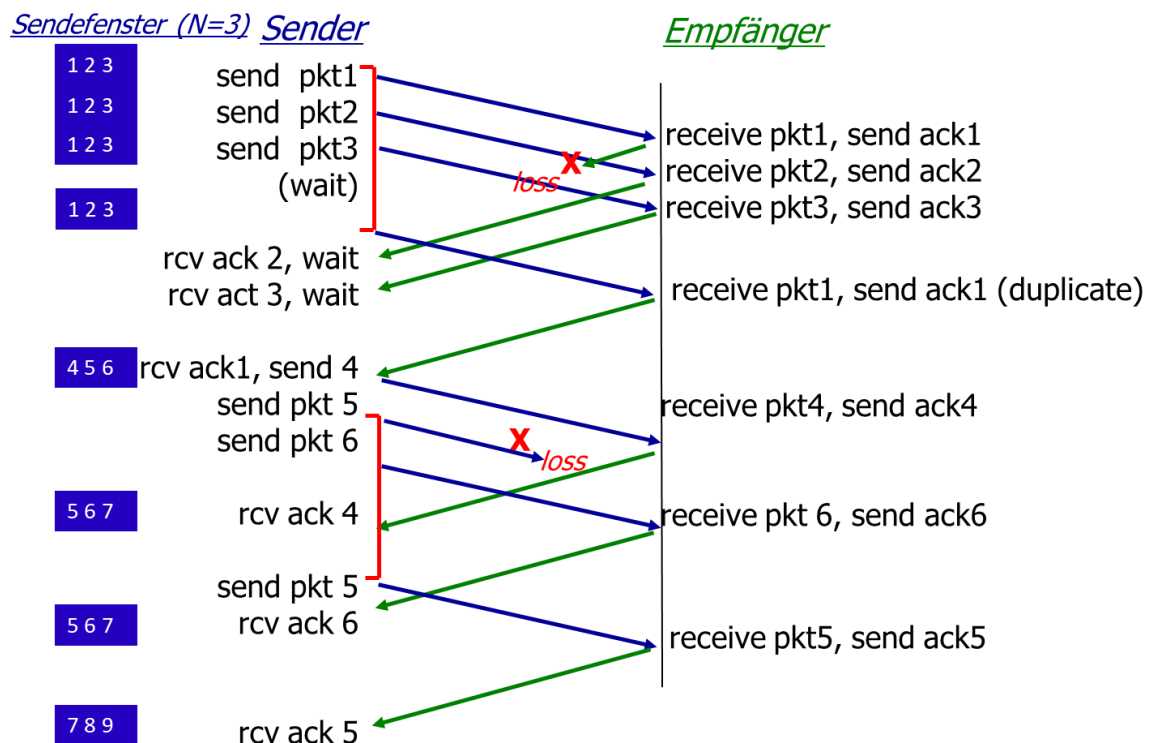 Sendefenster (N=3) Sender Empfänger
1 2 3
send pkt1
1 2 3
send pkt2
receive pkt1, send ack1
1 2 3
send pkt3
X
loss
receive pkt2, send ack2
(wait)
1 2 3
receive pkt3, send ack3
rcv ack 2, wait
rcv act 3, wait
receive pkt1, send ack1 (duplicate)
4 5 6
rcv ack1, send 4
send pkt 5
receive pkt4, send ack4
send pkt 6
X
loss
5 6 7
rcv ack 4
receive pkt 6, send ack6
send pkt 5
5 6 7
rcv ack 6
receive pkt5, send ack5
7 8 9
rcv ack 5